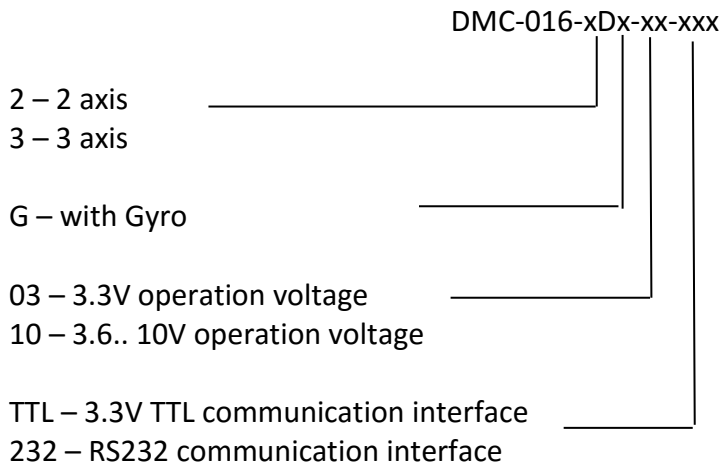 DMC-016-xDx-xx-xxx
2 – 2 axis
3 – 3 axis
G – with Gyro
03 – 3.3V operation voltage
10 – 3.6.. 10V operation voltage
TTL – 3.3V TTL communication interface
232 – RS232 communication interface